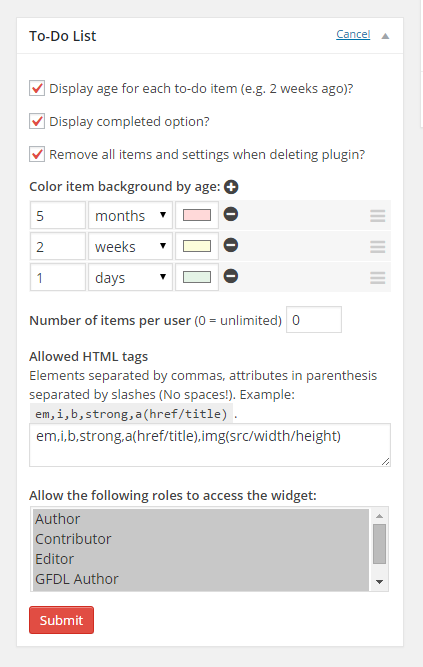 To-Do List Cancel
Display age for each to-do item (e.g. 2 weeks ago)?
Display completed option?
Remove all items and settings when deleting plugin?
Color item background by age:
5 months
2 weeks
1 days
Number of items per user (0 = unlimited) 0
Allowed HTML tags
Elements separated by commas, attributes in parenthesis
separated by slashes (No spaces!). Example:
em,i,b,strong,a(href/title) .
em,i,b,strong,a(href/title),img(src/width/height)
Allow the following roles to access the widget:
Author
Contributor
Editor
GFDL Author
Submit